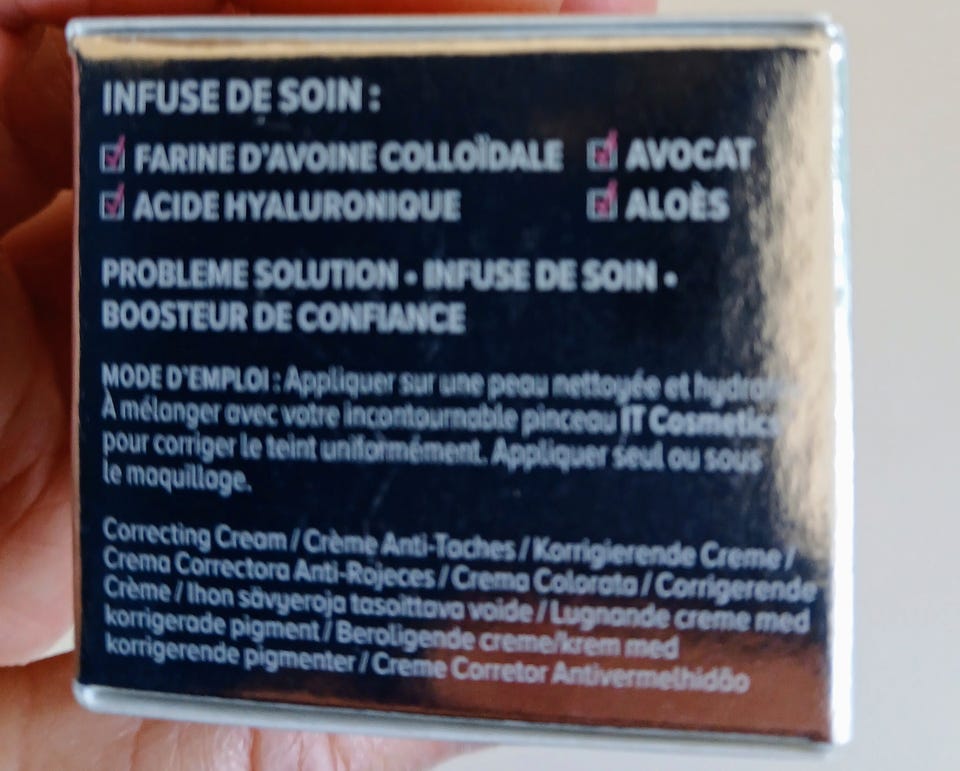 INFUSE DE SOIN :
FARINE D'AVOINE COLLOÏDALE AVOCAT
ACIDE HYALURONIQUE ALOÈS
PROBLEME SOLUTION • INFUSE DE SOIN •
BOOSTEUR DE CONFIANCE
MODE D'EMPLOI : Appliquer sur une peau nettoyée et
À mélanger avec votre incontournable pinceau IT Cosmetics
pour corriger le teint uniformément. Appliquer seul ou sous
le maquillage.
Correcting Cream / Crème Anti-Taches / Korrigierende Creme /
Crema Correctora Anti-Rojeces / Crema Colorata / Corrigerende
Crème / Ihon sävyeroja tasoittava voide / Lugnande creme med
korrigerade pigment / Beroligende creme/krem med
korrigerende pigmenter / Creme Corretor Antivermelhidão